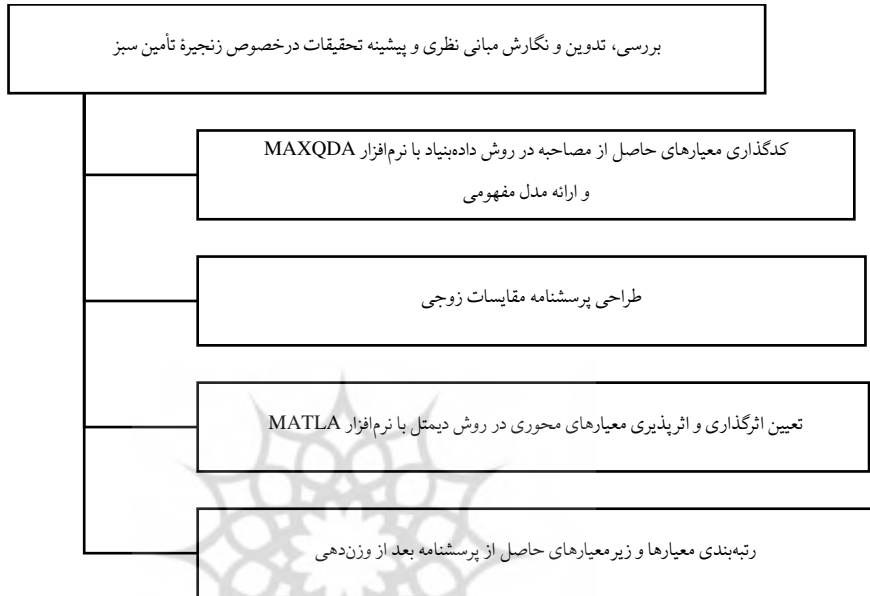 بررسی، تدوین و نگارش مبانی نظری و پیشینه تحقیقات درخصوص زنجیرۀ تأمین سبز
کدگذاری معیارهای حاصل از مصاحبه در روش داده‌بنیاد با نرم‌افزار MAXQDA
و ارائه مدل مفهومی
طراحی پرسشنامه مقایسات زوجی
تعیین اثرگذاری و اثرپذیری معیارهای محوری در روش دیمتل با نرم‌افزار MATLA
رتبه‌بندی معیارها و زیرمعیارهای حاصل از پرسشنامه بعد از وزن‌دهی